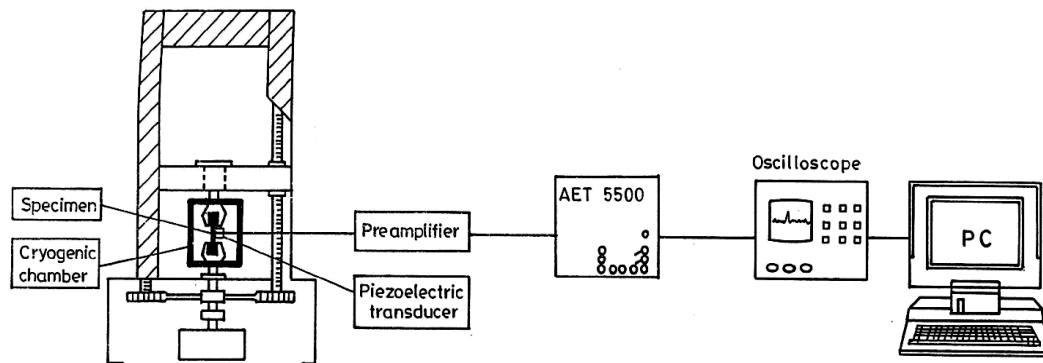 Specimen
Cryogenic
chamber
Preamplifier
Piezoelectric
transducer
AET 5500
Oscilloscope
PC